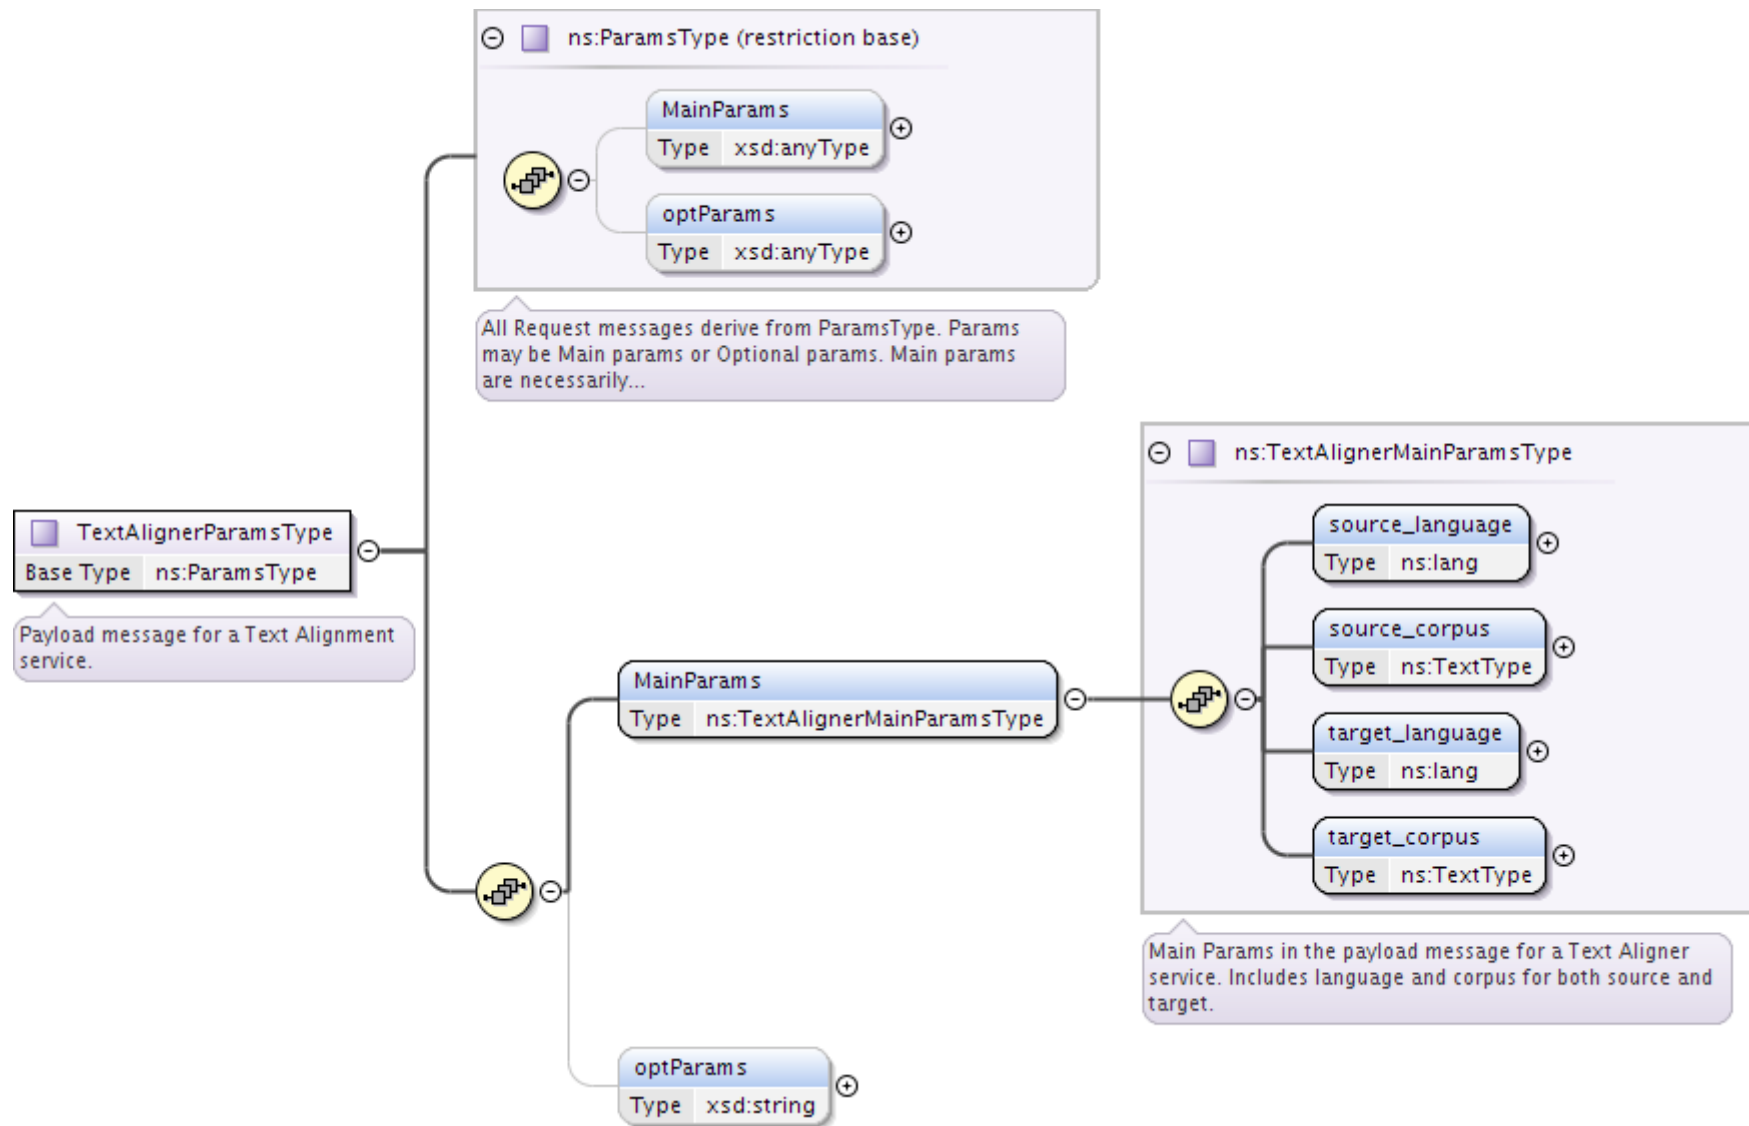 ns:ParamsType (restriction base)
MainParams
Type xsd:anyType
optParams
Type xsd:anyType
All Request messages derive from ParamsType. Params
may be Main params or Optional params. Main params
are necessarily...
TextAlignerParamsType
Base Type ns:ParamsType
Payload message for a Text Alignment
service.
MainParams
Type ns:TextAlignerMainParamsType
ns:TextAlignerMainParamsType
source_language
Type ns:lang
source_corpus
Type ns:TextType
target_language
Type ns:lang
target_corpus
Type ns:TextType
Main Params in the payload message for a Text Aligner
service. Includes language and corpus for both source and
target.
optParams
Type xsd:string